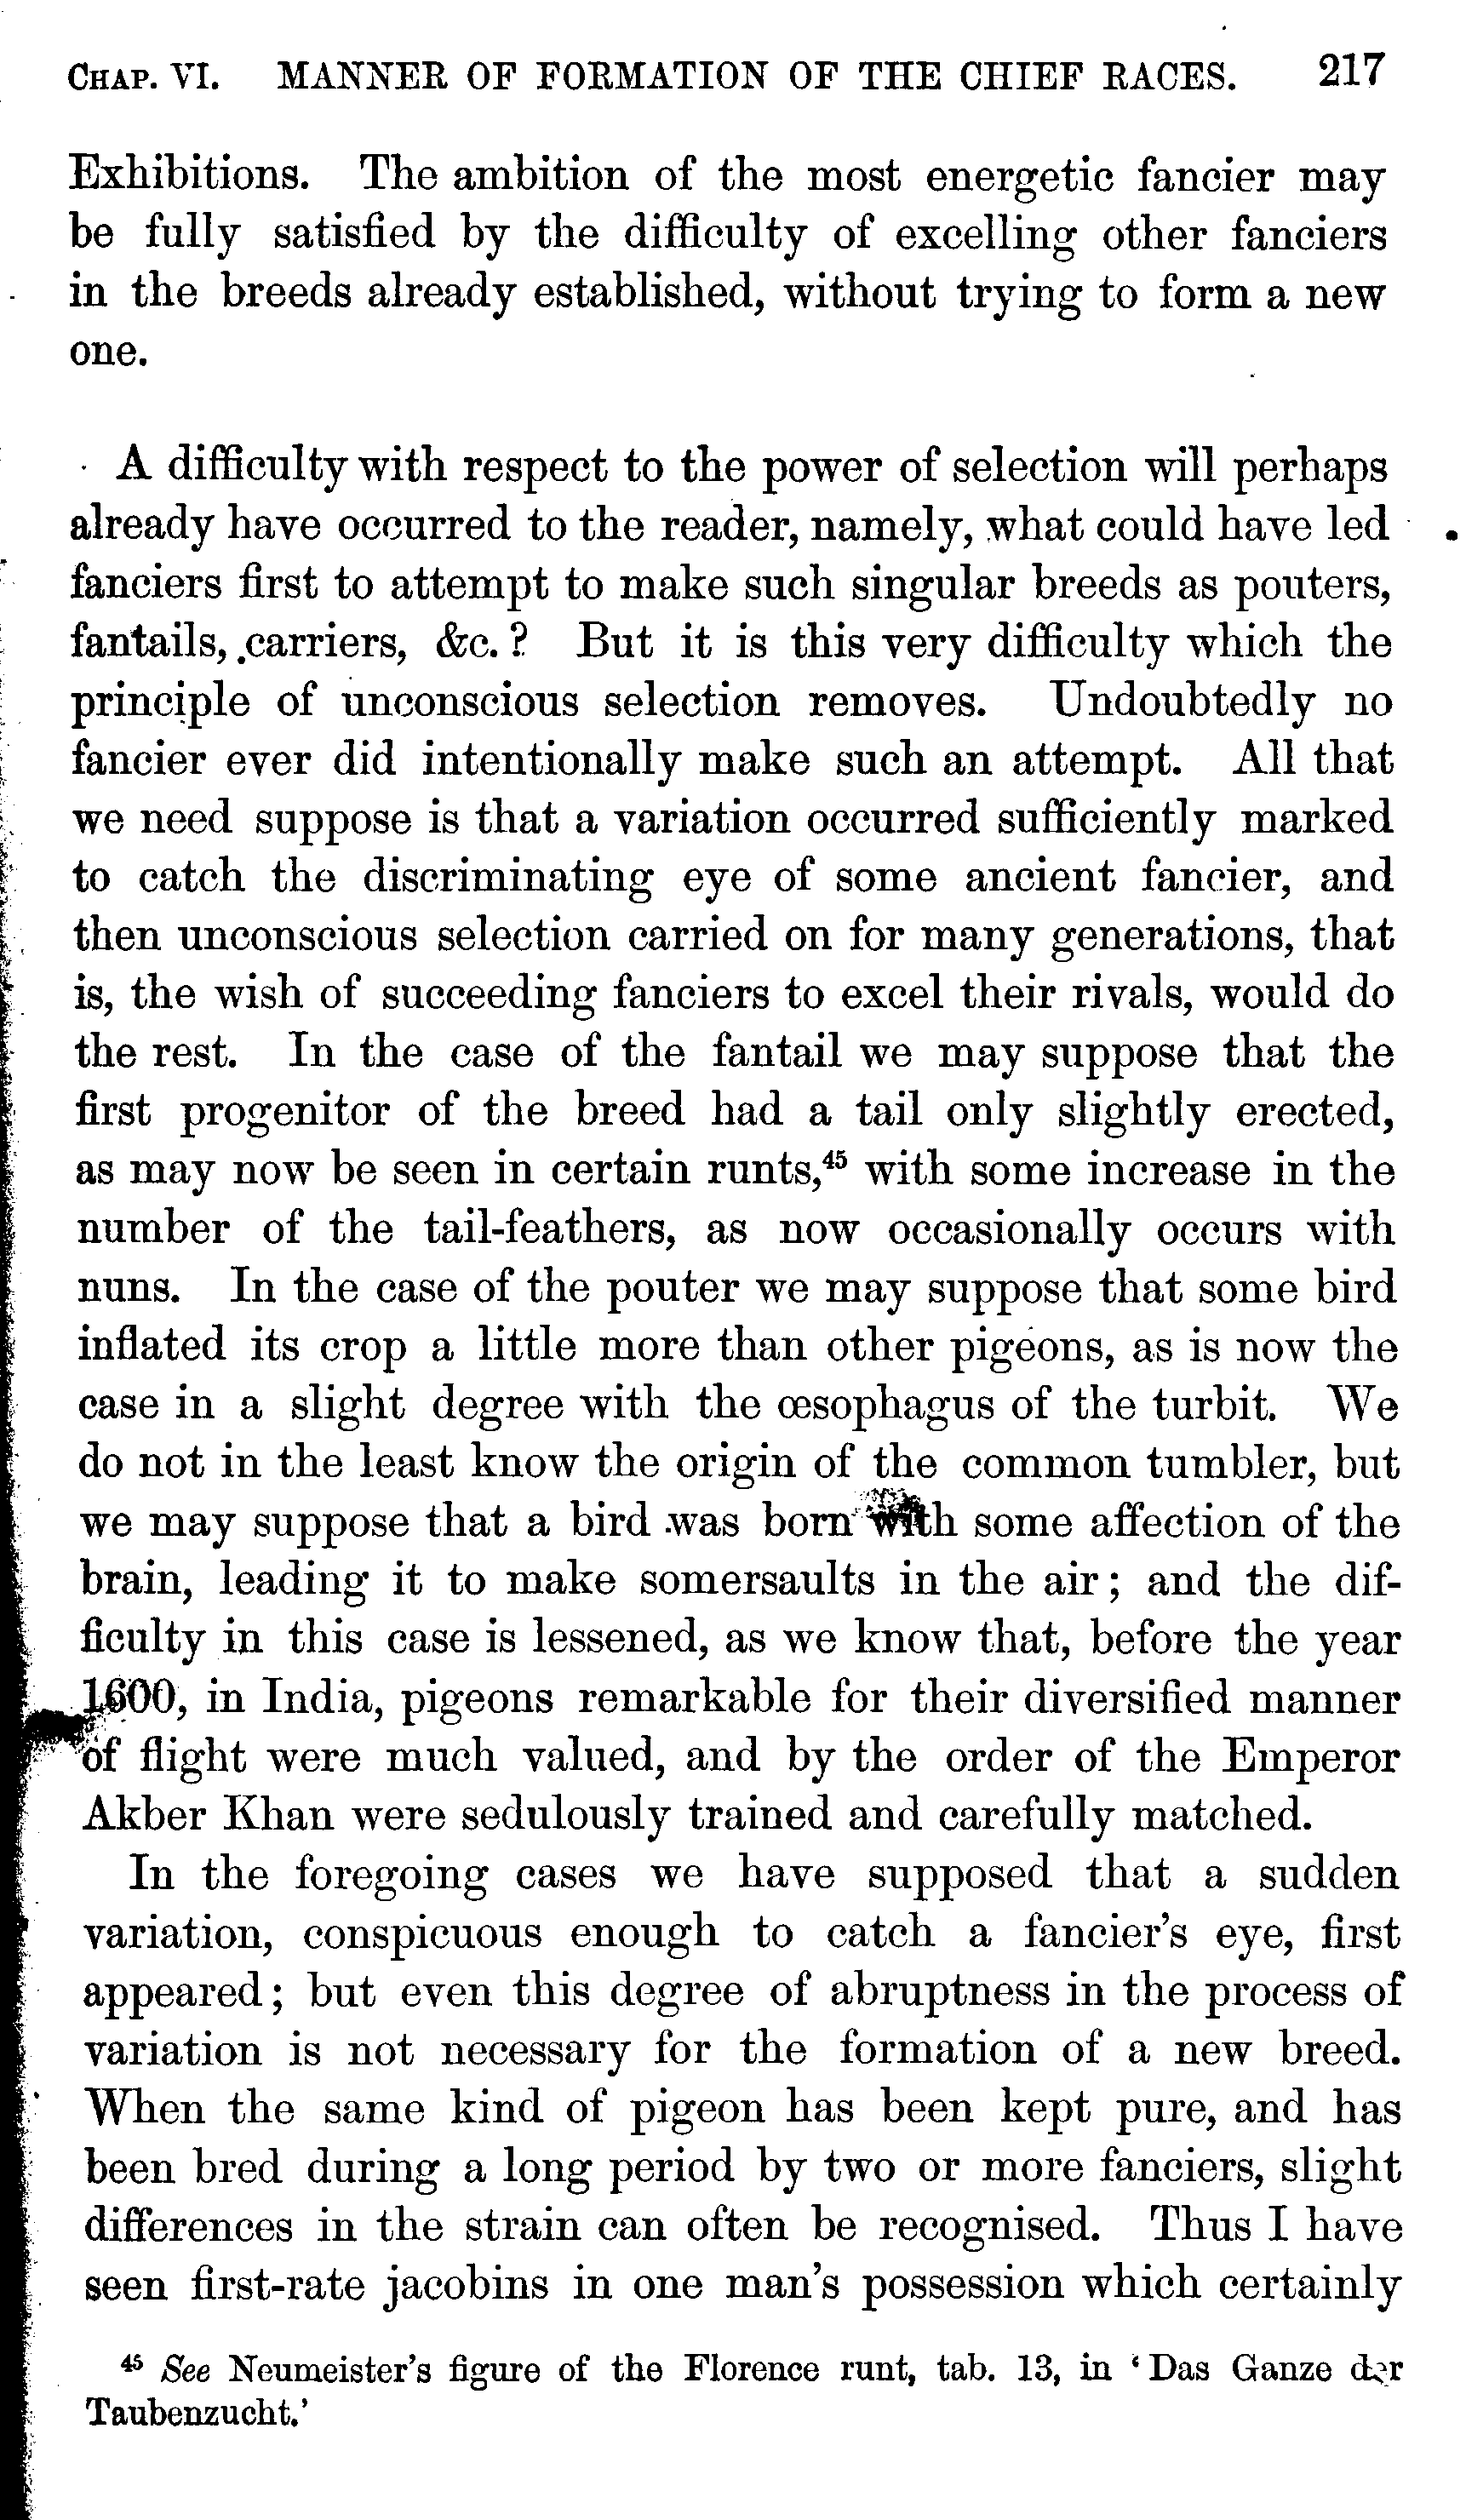 CHAP. VI. MANNER OF FORMATION OF THE CHIEF RACES. 217
Exhibitions. The ambition of the most energetic fancier may
be fully satisfied by the difficulty of excelling other fanciers
in the breeds already established, without trying to form a new
one.
A difficulty with respect to the power of selection will perhaps
already have occurred to the reader, namely, what could have led
fanciers first to attempt to make such singular breeds as pouters,
fantails, carriers, &c.? But it is this very difficulty which the
principle of unconscious selection removes. Undoubtedly no
fancier ever did intentionally make such an attempt. All that
we need suppose is that a variation occurred sufficiently marked
to catch the discriminating eye of some ancient fancier, and
then unconscious selection carried on for many generations, that
is, the wish of succeeding fanciers to excel their rivals, would do
the rest. In the case of the fantail we may suppose that the
first progenitor of the breed had a tail only slightly erected,
as may now be seen in certain runts,⁴⁵ with some increase in the
number of the tail-feathers, as now occasionally occurs with
nuns. In the case of the pouter we may suppose that some bird
inflated its crop a little more than other pigeons, as is now the
case in a slight degree with the œsophagus of the turbit. We
do not in the least know the origin of the common tumbler, but
we may suppose that a bird was born with some affection of the
brain, leading it to make somersaults in the air; and the dif-
ficulty in this case is lessened, as we know that, before the year
1600, in India, pigeons remarkable for their diversified manner
of flight were much valued, and by the order of the Emperor
Akber Khan were sedulously trained and carefully matched.
In the foregoing cases we have supposed that a sudden
variation, conspicuous enough to catch a fancier's eye, first
appeared; but even this degree of abruptness in the process of
variation is not necessary for the formation of a new breed.
When the same kind of pigeon has been kept pure, and has
been bred during a long period by two or more fanciers, slight
differences in the strain can often be recognised. Thus I have
seen first-rate jacobins in one man's possession which certainly
⁴⁵ See Neumeister's figure of the Florence runt, tab. 13, in 'Das Ganze der
Taubenzucht.'